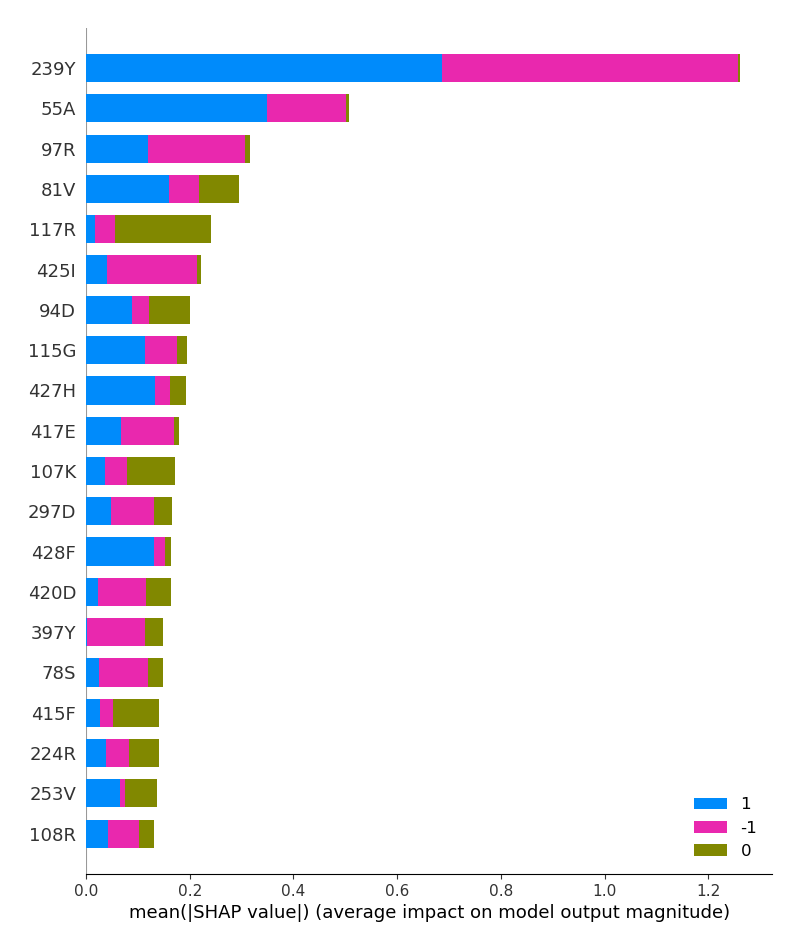 239Y
55A
97R
81V
117R
425I
94D
115G
427H
417E
107K
297D
428F
420D
397Y
78S
415F
224R
253V
108R
1
-1
0
0.0 0.2 0.4 0.6 0.8 1.0 1.2
mean(|SHAP value|) (average impact on model output magnitude)